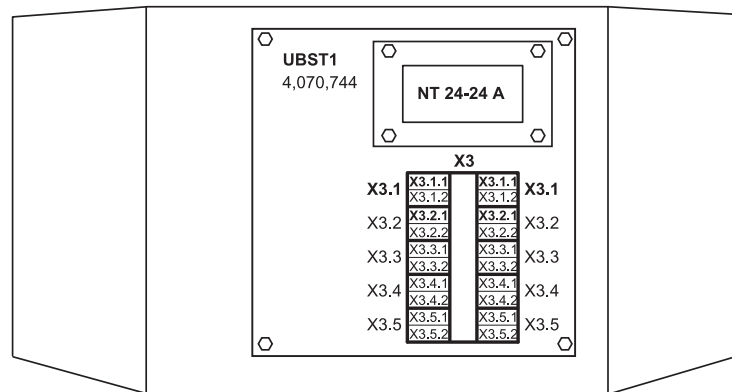 UBST1
4,070,744
NT 24-24 A
X3
X3.1 X3.1.1 X3.1.1 X3.1
X3.1.2 X3.1.2
X3.2 X3.2.1 X3.2.1 X3.2
X3.2.2 X3.2.2
X3.3 X3.3.1 X3.3.1 X3.3
X3.3.2 X3.3.2
X3.4 X3.4.1 X3.4.1 X3.4
X3.4.2 X3.4.2
X3.5 X3.5.1 X3.5.1 X3.5
X3.5.2 X3.5.2